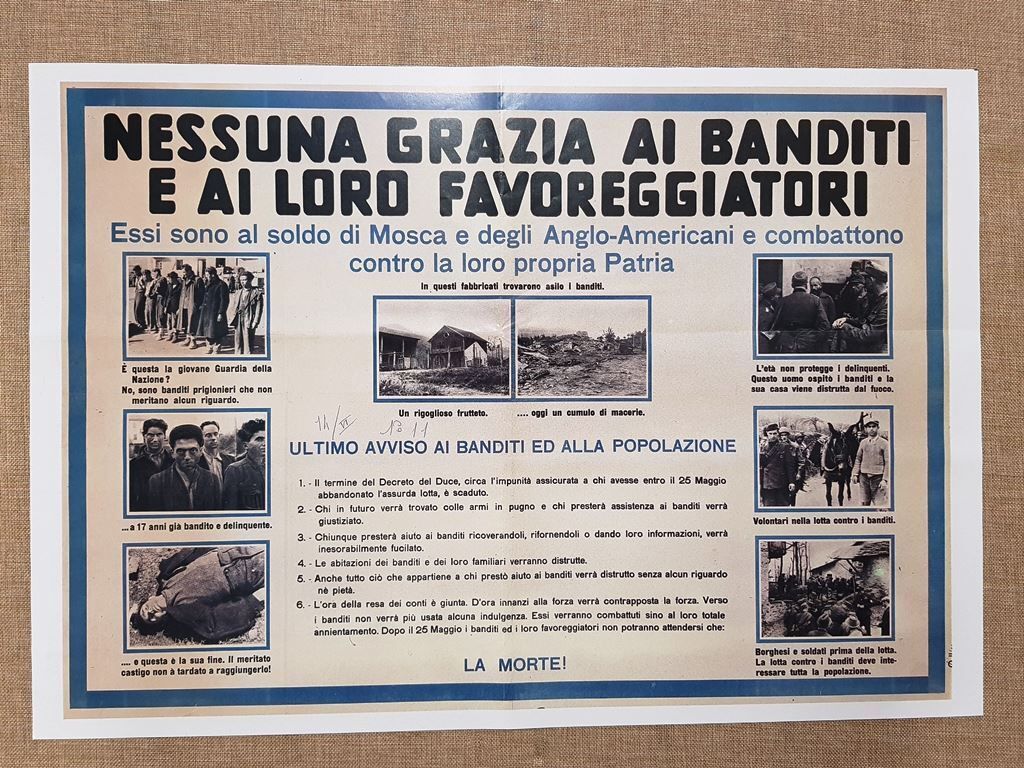 NESSUNA GRAZIA AI BANDITI
E AI LORO FAVOREGGIATORI
Essi sono al soldo di Mosca e degli Anglo-Americani e combattono
contro la loro propria Patria
È questa la giovane Guardia della
Nazione?
No, sono banditi prigionieri che non
meritano alcun riguardo.
...a 17 anni già bandito e delinquente.
.... e questa è la sua fine. Il meritato
castigo non à tardato a raggiungerlo!
In questi fabbricati trovarono asilo i banditi.
Un rigoglioso frutteto.
.... oggi un cumulo di macerie.
ULTIMO AVVISO AI BANDITI ED ALLA POPOLAZIONE
1. - Il termine del Decreto del Duce, circa l'impunità assicurata a chi avesse entro il 25 Maggio
abbandonato l'assurda lotta, è scaduto.
2. - Chi in futuro verrà trovato colle armi in pugno e chi presterà assistenza ai banditi verrà
giustiziato.
3. - Chiunque presterà aiuto ai banditi ricoverandoli, rifornendoli o dando loro informazioni, verrà
inesorabilmente fucilato.
4. - Le abitazioni dei banditi e dei loro familiari verranno distrutte.
5. - Anche tutto ciò che appartiene a chi prestò aiuto ai banditi verrà distrutto senza alcun riguardo
nè pietà.
6. - L'ora della resa dei conti è giunta. D'ora innanzi alla forza verrà contrapposta la forza. Verso
i banditi non verrà più usata alcuna indulgenza. Essi verranno combattuti sino al loro totale
annientamento. Dopo il 25 Maggio i banditi ed i loro favoreggiatori non potranno attendersi che:
LA MORTE!
L'età non protegge i delinquenti.
Questo uomo ospitò i banditi e la
sua casa viene distrutta dal fuoco.
Volontari nella lotta contro i banditi.
Borghesi e soldati prima della lotta.
La lotta contro i banditi deve inte-
ressare tutta la popolazione.